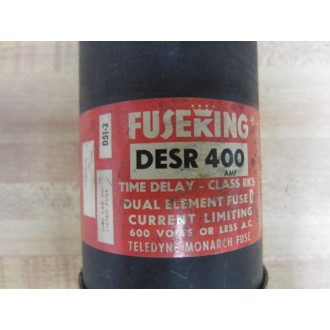 FUSEKING
DESR 400
AMP
TIME DELAY - CLASS RK5
DUAL ELEMENT FUSE D
CURRENT LIMITING
600 VOLTS OR LESS A.C.
TELEDYNE MONARCH FUSE
D51-2